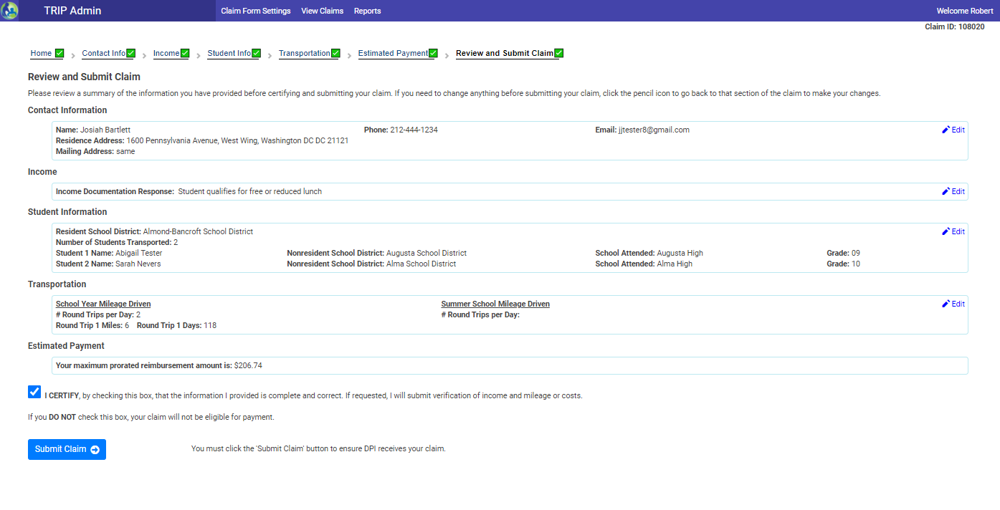 TRIP Admin Claim Form Settings View Claims Reports Welcome Robert
Claim ID: 108020
Home Contact Info Income Student Info Transportation Estimated Payment Review and Submit Claim
Review and Submit Claim
Please review a summary of the information you have provided before certifying and submitting your claim. If you need to change anything before submitting your claim, click the pencil icon to go back to that section of the claim to make your changes.
Contact Information
Name: Josiah Bartlett Phone: 212-444-1234 Email: jjtester8@gmail.com Edit
Residence Address: 1600 Pennsylvania Avenue, West Wing, Washington DC DC 21121
Mailing Address: same
Income
Income Documentation Response: Student qualifies for free or reduced lunch Edit
Student Information
Resident School District: Almond-Bancroft School District Edit
Number of Students Transported: 2
Student 1 Name: Abigail Tester Nonresident School District: Augusta School District School Attended: Augusta High Grade: 09
Student 2 Name: Sarah Nevers Nonresident School District: Alma School District School Attended: Alma High Grade: 10
Transportation
School Year Mileage Driven Summer School Mileage Driven Edit
# Round Trips per Day: 2 # Round Trips per Day:
Round Trip 1 Miles: 6 Round Trip 1 Days: 118
Estimated Payment
Your maximum prorated reimbursement amount is: $206.74
I CERTIFY, by checking this box, that the information I provided is complete and correct. If requested, I will submit verification of income and mileage or costs.
If you DO NOT check this box, your claim will not be eligible for payment.
Submit Claim You must click the 'Submit Claim' button to ensure DPI receives your claim.